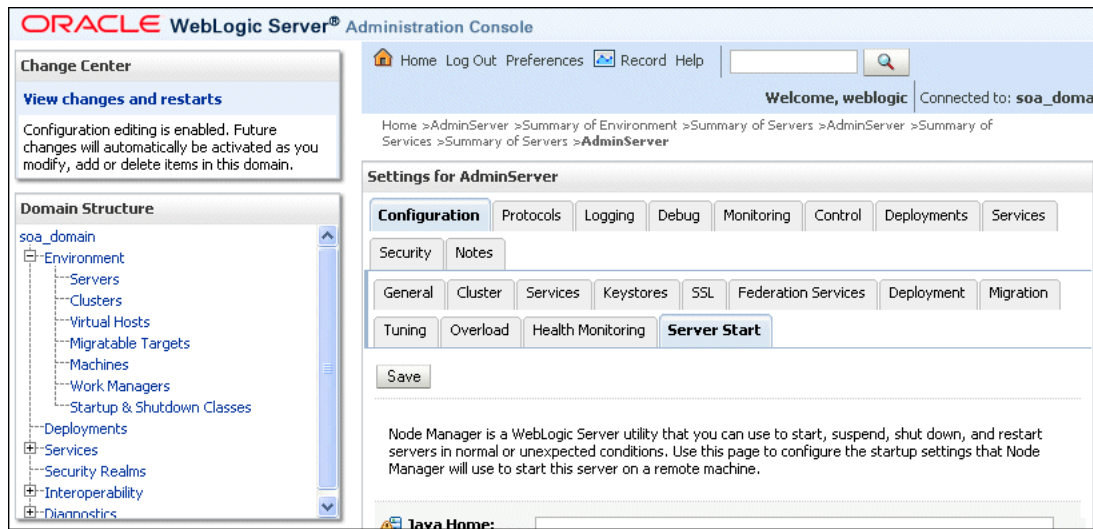 ORACLE WebLogic Server® Administration Console
Change Center
View changes and restarts
Configuration editing is enabled. Future
changes will automatically be activated as you
modify, add or delete items in this domain.
Domain Structure
soa_domain
Environment
Servers
Clusters
Virtual Hosts
Migratable Targets
Machines
Work Managers
Startup & Shutdown Classes
Deployments
Services
Security Realms
Interoperability
Diagnostics
Home Log Out Preferences Record Help
Welcome, weblogic Connected to: soa_doma
Home >AdminServer >Summary of Environment >Summary of Servers >AdminServer >Summary of
Services >Summary of Servers >AdminServer
Settings for AdminServer
Configuration Protocols Logging Debug Monitoring Control Deployments Services
Security Notes
General Cluster Services Keystores SSL Federation Services Deployment Migration
Tuning Overload Health Monitoring Server Start
Save
Node Manager is a WebLogic Server utility that you can use to start, suspend, shut down, and restart
servers in normal or unexpected conditions. Use this page to configure the startup settings that Node
Manager will use to start this server on a remote machine.
Java Home: